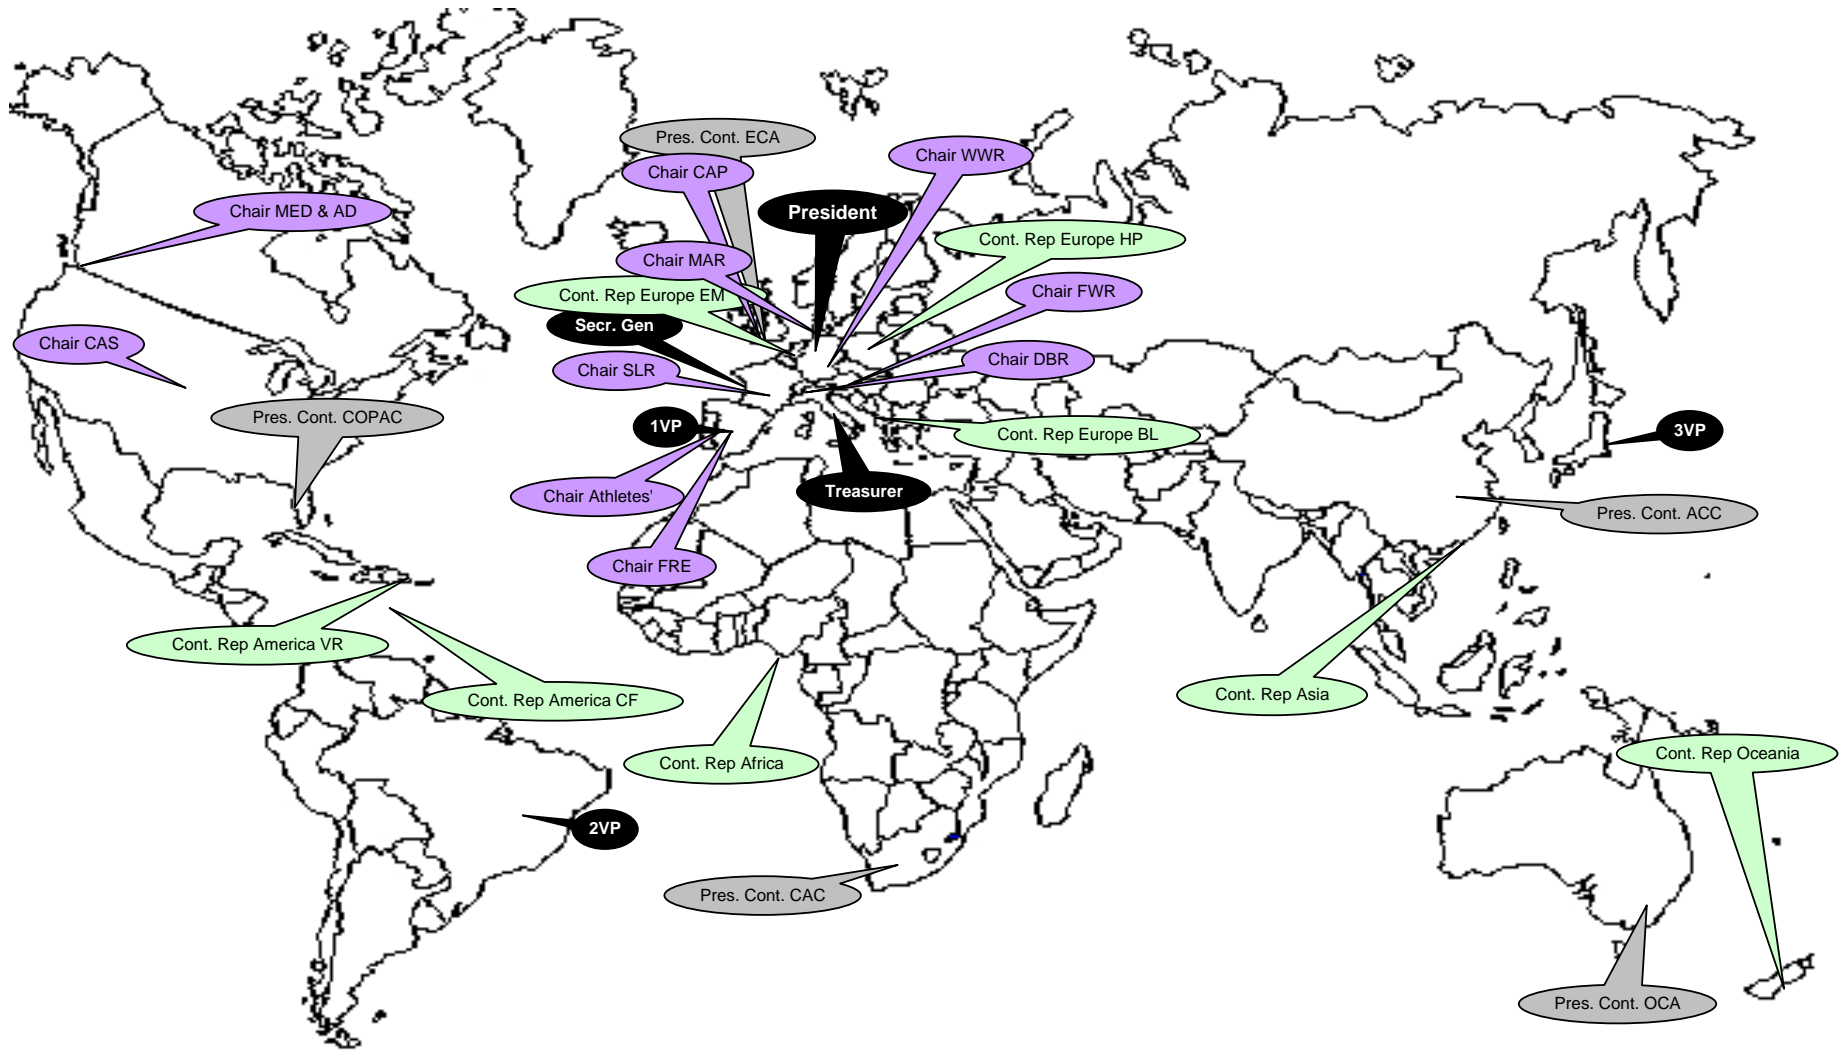 Pres. Cont. ECA
Chair WWR
Chair CAP
Chair MED & AD
President
Cont. Rep Europe HP
Chair MAR
Chair FWR
Cont. Rep Europe EM
Secr. Gen
Chair CAS
Chair DBR
Chair SLR
Pres. Cont. COPAC
1VP
Cont. Rep Europe BL
3VP
Treasurer
Chair Athletes'
Pres. Cont. ACC
Chair FRE
Cont. Rep America VR
Cont. Rep Asia
Cont. Rep America CF
Cont. Rep Oceania
Cont. Rep Africa
2VP
Pres. Cont. CAC
Pres. Cont. OCA